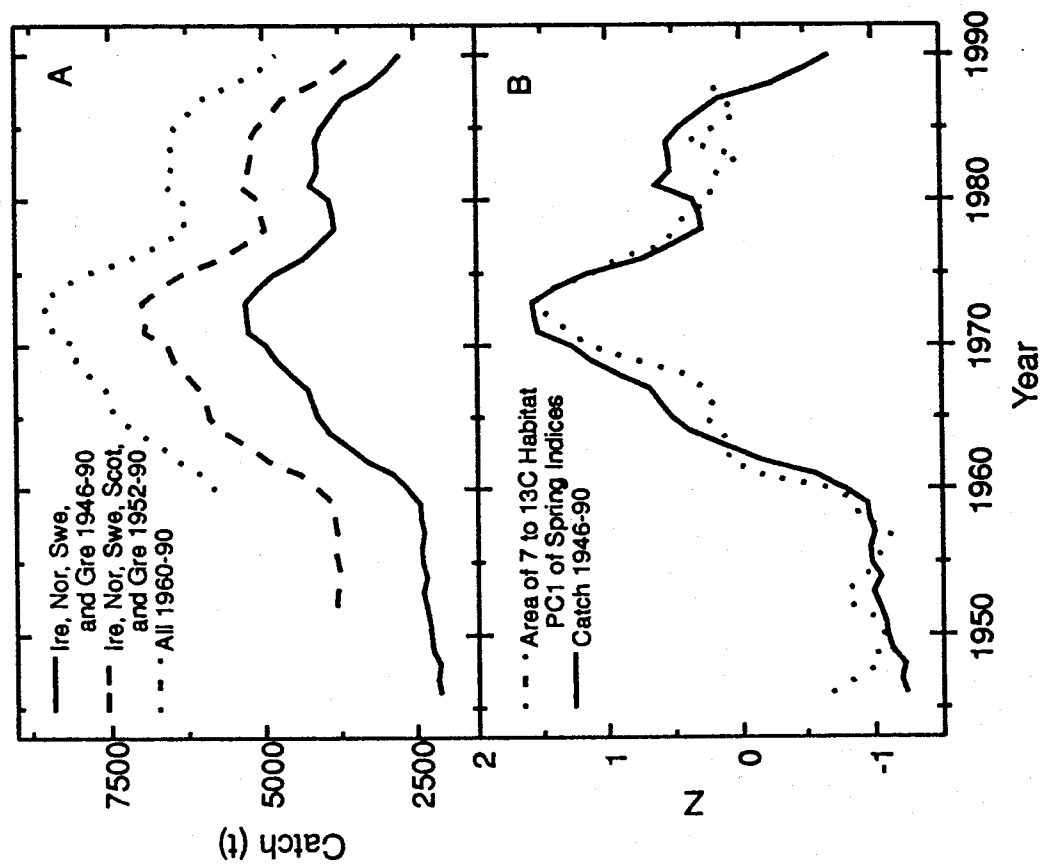 A
Ire, Nor, Swe,
and Gre 1946-90
Ire, Nor, Swe, Scot,
and Gre 1952-90
All 1960-90
Catch (t)
7500
5000
2500
B
Area of 7 to 13C Habitat
PC1 of Spring Indices
Catch 1946-90
Z
2
1
0
-1
1950
1960
1970
1980
1990
Year